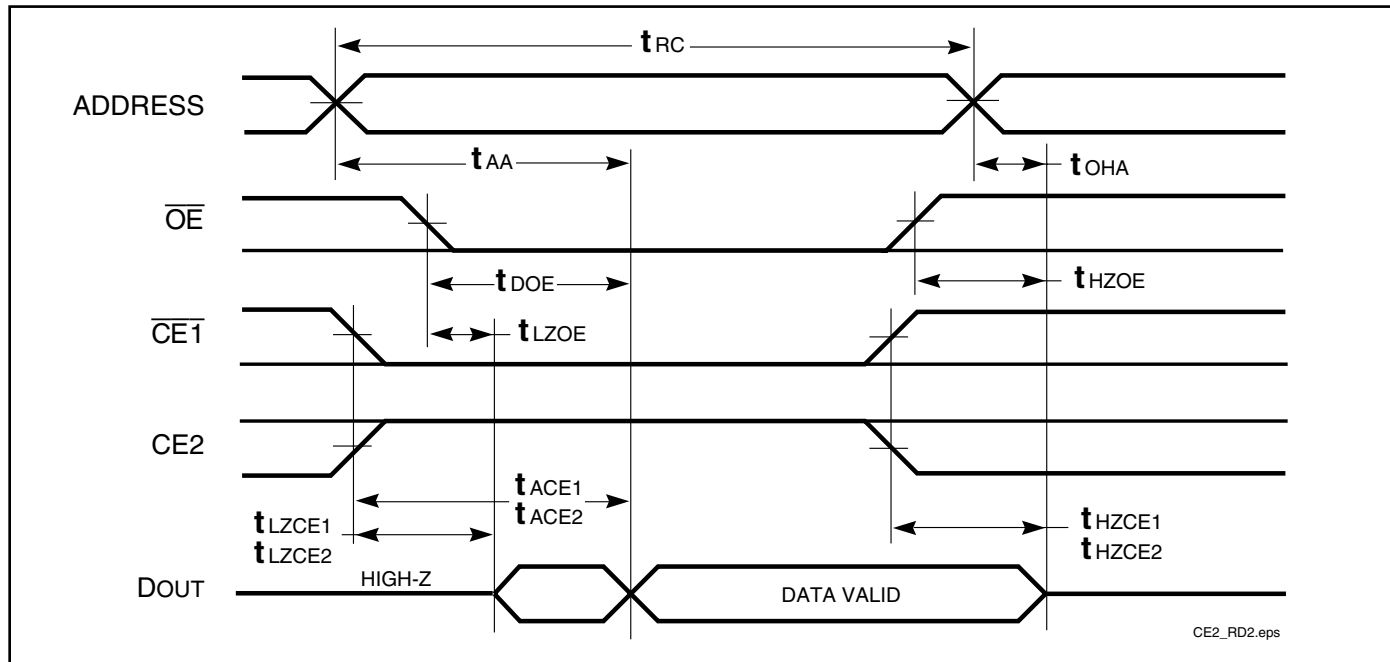 tRC
ADDRESS
tAA
tOHA
OE
tDOE
tHZOE
CE1
tLZOE
CE2
tACE1
tACE2
tLZCE1
tLZCE2
tHZCE1
tHZCE2
DOUT
HIGH-Z
DATA VALID
CE2_RD2.eps